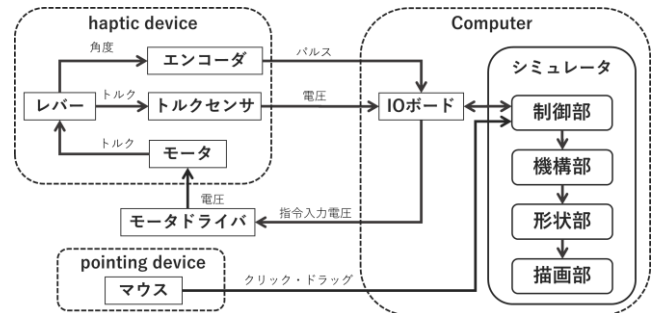 haptic device
Computer
角度
エンコーダ
パルス
シミュレータ
レバー
トルク
トルクセンサ
電圧
IOボード
制御部
トルク
モータ
機構部
電圧
指令入力電圧
モータドライバ
形状部
pointing device
クリック・ドラッグ
マウス
描画部